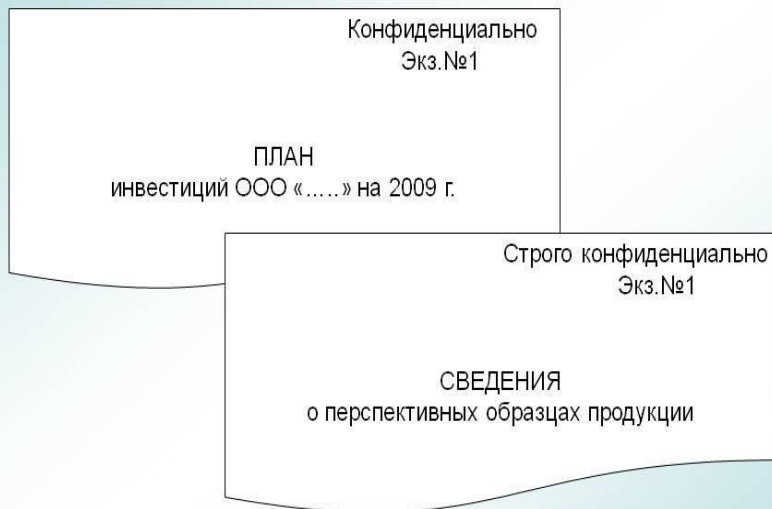 Конфиденциально
Экз.№1
ПЛАН
инвестиций ООО «.....» на 2009 г.
Строго конфиденциально
Экз.№1
СВЕДЕНИЯ
о перспективных образцах продукции